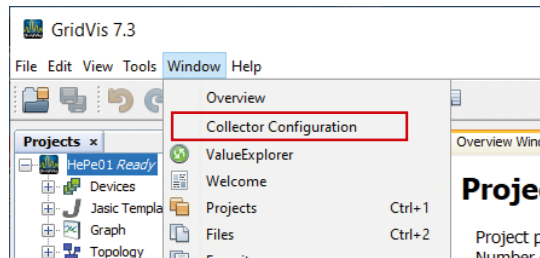 GridVis 7.3
File Edit View Tools Window Help
Overview
Collector Configuration
ValueExplorer
Welcome
Projects Ctrl+1
Files Ctrl+2
Projects ×
HePe01 Ready
Devices
Jasic Templa
Graph
Topology
Overview Wind
Proje
Project p
Number